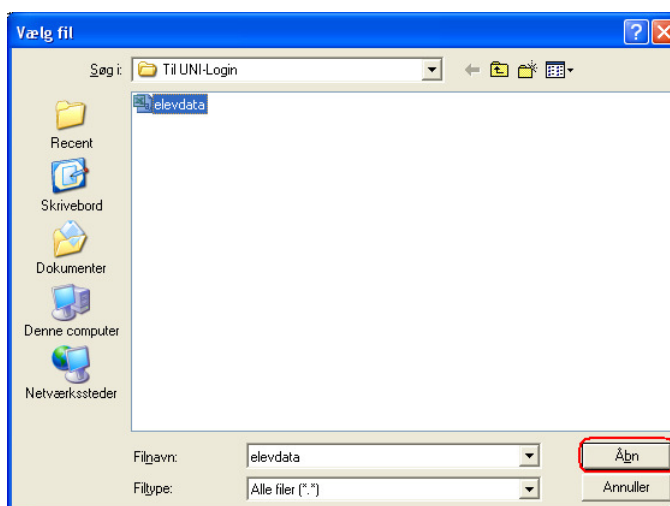 Vælg fil
Søg i: Til UNI-Login
elevdata
Recent
Skrivebord
Dokumenter
Denne computer
Netværkssteder
Filnavn: elevdata Åbn
Filtype: Alle filer (*.*) Annuller